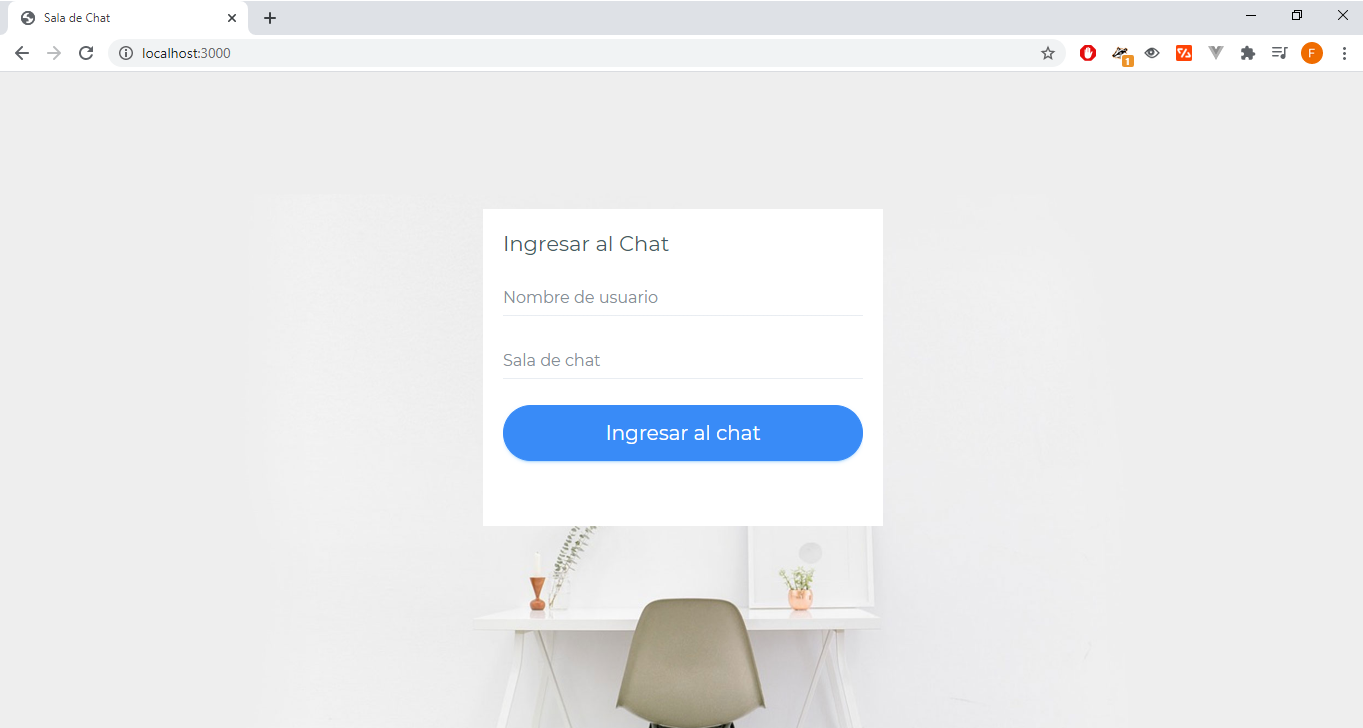 Sala de Chat
localhost:3000
1
F
Ingresar al Chat
Nombre de usuario
Sala de chat
Ingresar al chat